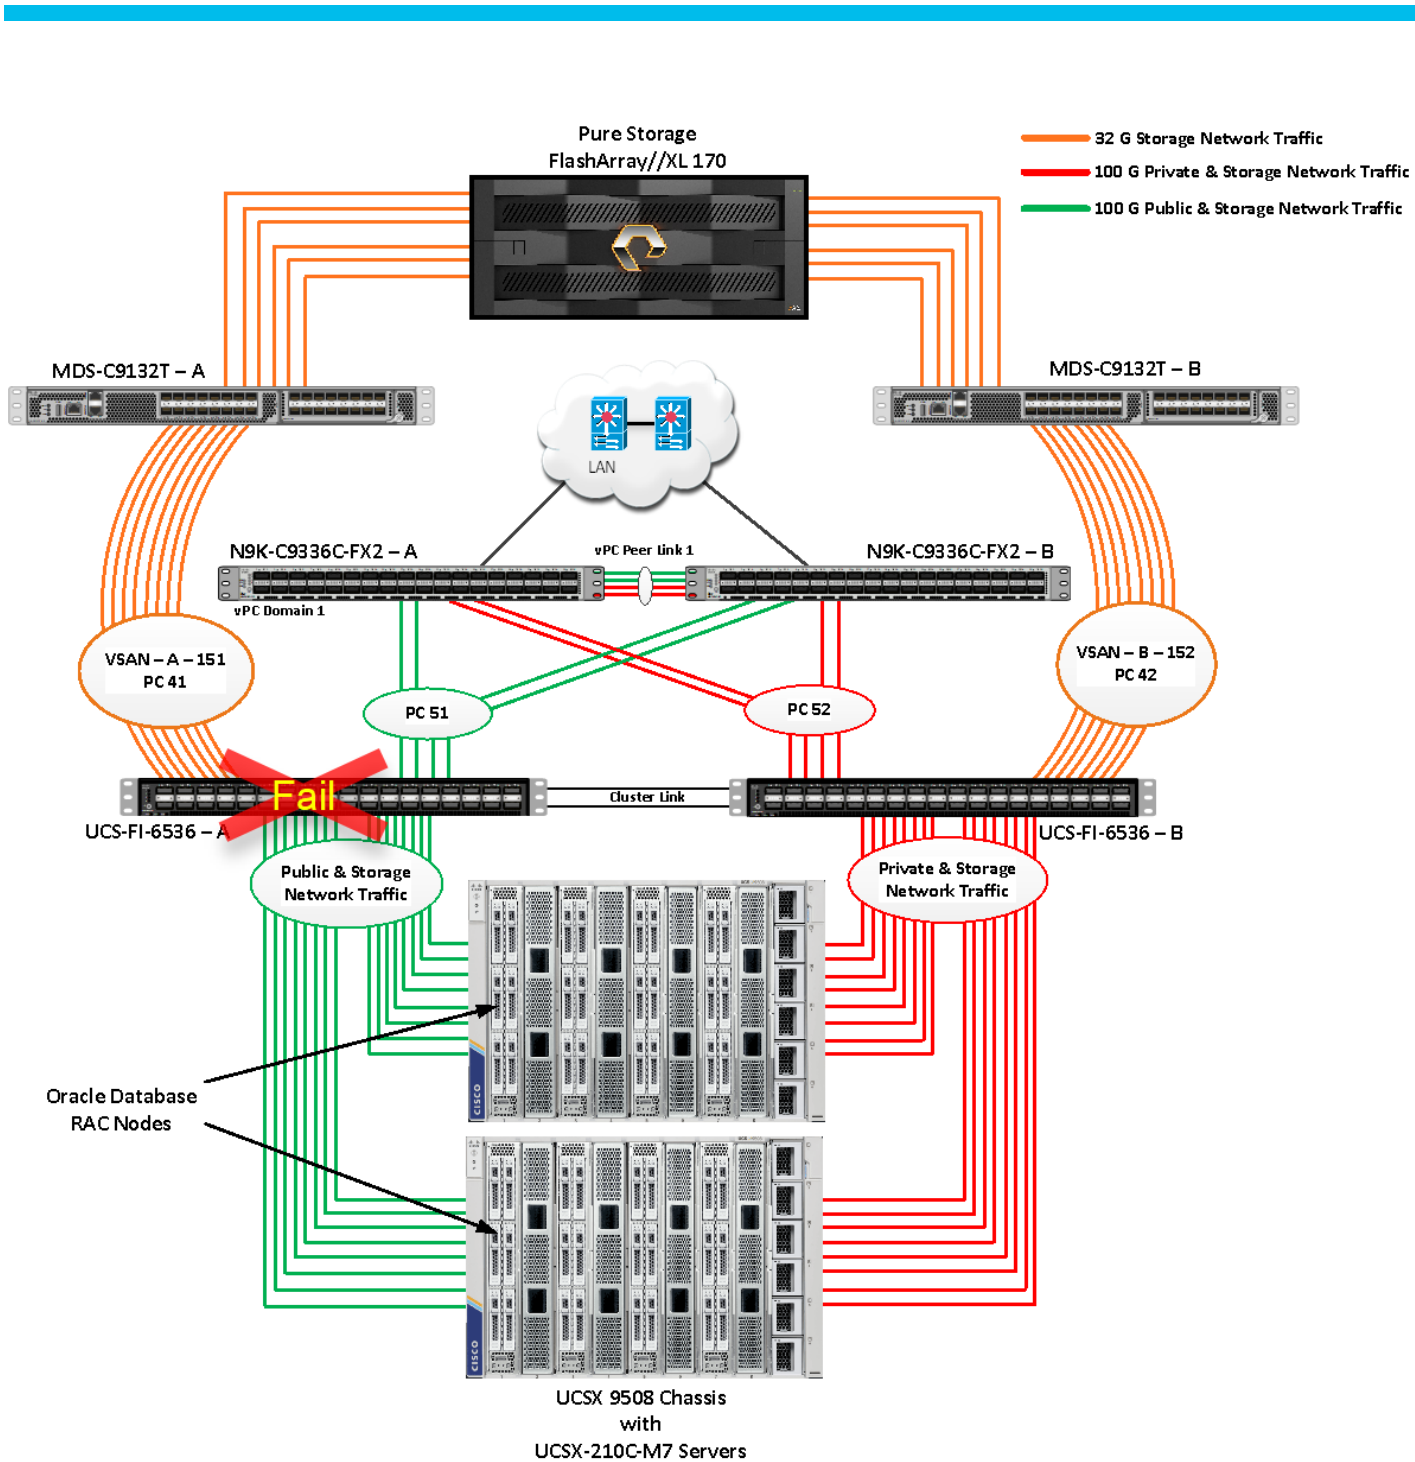 Pure Storage
FlashArray//XL 170
32 G Storage Network Traffic
100 G Private & Storage Network Traffic
100 G Public & Storage Network Traffic
MDS-C9132T – A
MDS-C9132T – B
LAN
N9K-C9336C-FX2 – A
vPC Peer Link 1
N9K-C9336C-FX2 – B
vPC Domain 1
VSAN – A – 151
PC 41
VSAN – B – 152
PC 42
PC 51
PC 52
Fail
Cluster Link
UCS-FI-6536 – A
UCS-FI-6536 – B
Public & Storage
Network Traffic
Private & Storage
Network Traffic
Oracle Database
RAC Nodes
CISCO
CISCO
UCSX 9508 Chassis
with
UCSX-210C-M7 Servers